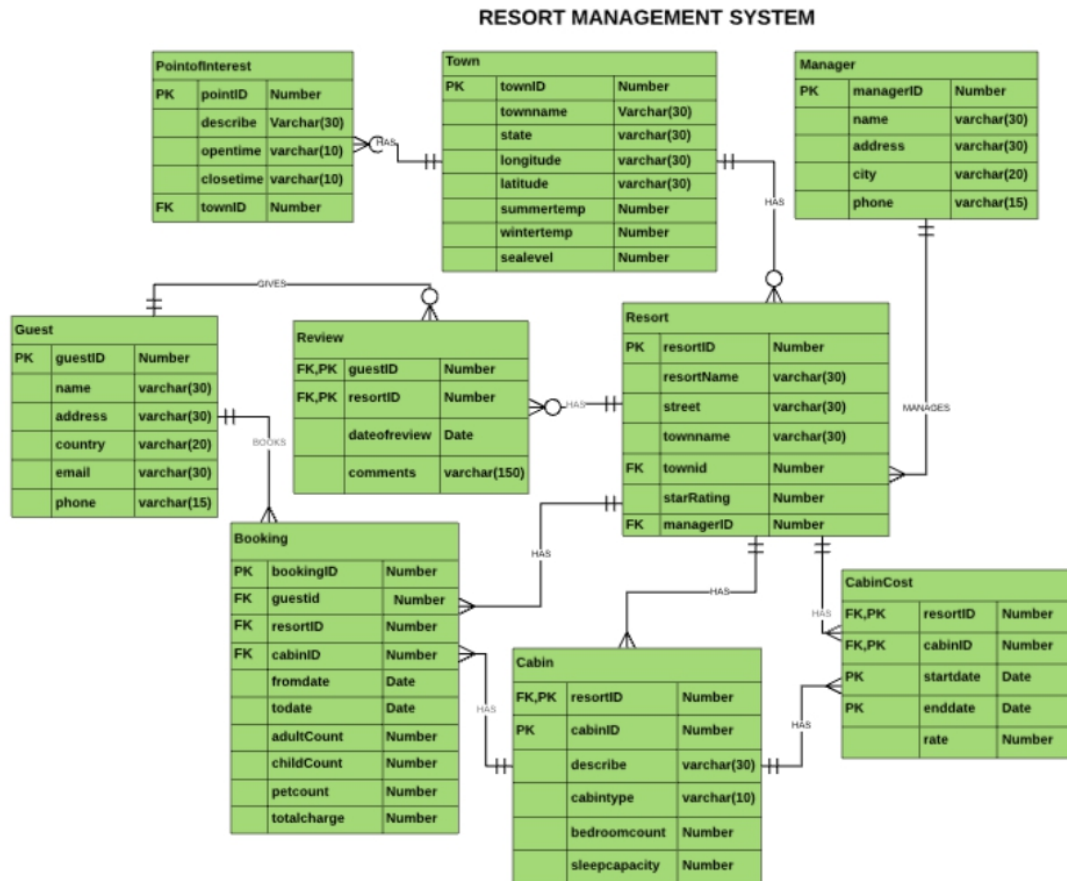 RESORT MANAGEMENT SYSTEM
PointofInterest
PK pointID Number
describe Varchar(30)
opentime varchar(10)
closetime varchar(10)
FK townID Number
HAS
Town
PK townID Number
townname Varchar(30)
state varchar(30)
longitude varchar(30)
latitude varchar(30)
summertemp Number
wintertemp Number
sealevel Number
HAS
Manager
PK managerID Number
name varchar(30)
address varchar(30)
city varchar(20)
phone varchar(15)
MANAGES
GIVES
Guest
PK guestID Number
name varchar(30)
address varchar(30)
country varchar(20)
email varchar(30)
phone varchar(15)
BOOKS
Review
FK,PK guestID Number
FK,PK resortID Number
dateofreview Date
comments varchar(150)
HAS
Resort
PK resortID Number
resortName varchar(30)
street varchar(30)
townname varchar(30)
FK townid Number
starRating Number
FK managerID Number
HAS
HAS
HAS
Booking
PK bookingID Number
FK guestid Number
FK resortID Number
FK cabinID Number
fromdate Date
todate Date
adultCount Number
childCount Number
petcount Number
totalcharge Number
HAS
Cabin
FK,PK resortID Number
PK cabinID Number
describe varchar(30)
cabintype varchar(10)
bedroomcount Number
sleepcapacity Number
HAS
CabinCost
FK,PK resortID Number
FK,PK cabinID Number
PK startdate Date
PK enddate Date
rate Number